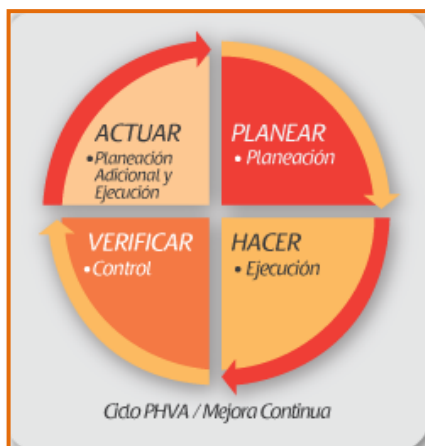 ACTUAR
•Planeación
Adicional y
Ejecución
PLANEAR
• Planeación
VERIFICAR
• Control
HACER
• Ejecución
Ciclo PHVA / Mejora Continua